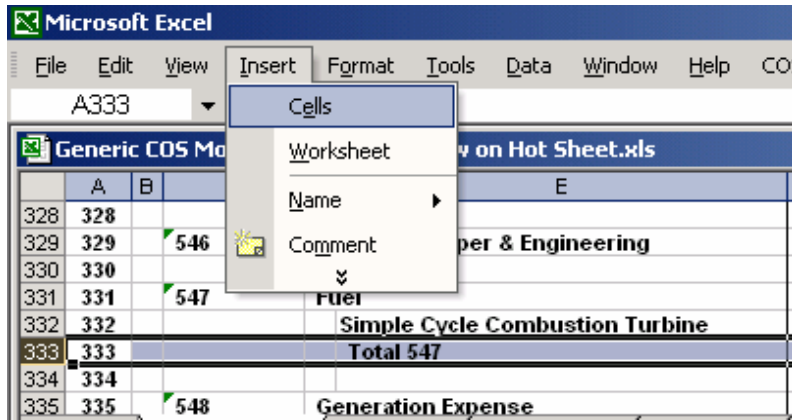 Microsoft Excel
File Edit View Insert Format Tools Data Window Help CO
A333
Cells
Generic COS Mo w on Hot Sheet.xls
Worksheet
A B E
Name
328 328
329 329 546 per & Engineering
Comment
330 330
331 331 547 Fuel
332 332 Simple Cycle Combustion Turbine
333 333 Total 547
334 334
335 335 548 Generation Expense